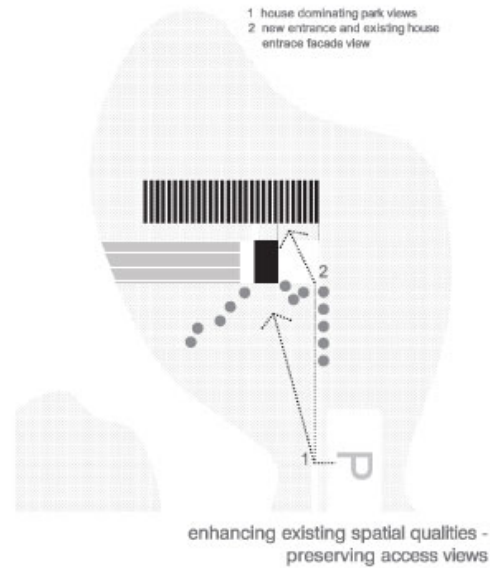 1 house dominating park views
2 new entrance and existing house
entrace facade view
2
1
P
enhancing existing spatial qualities -
preserving access views